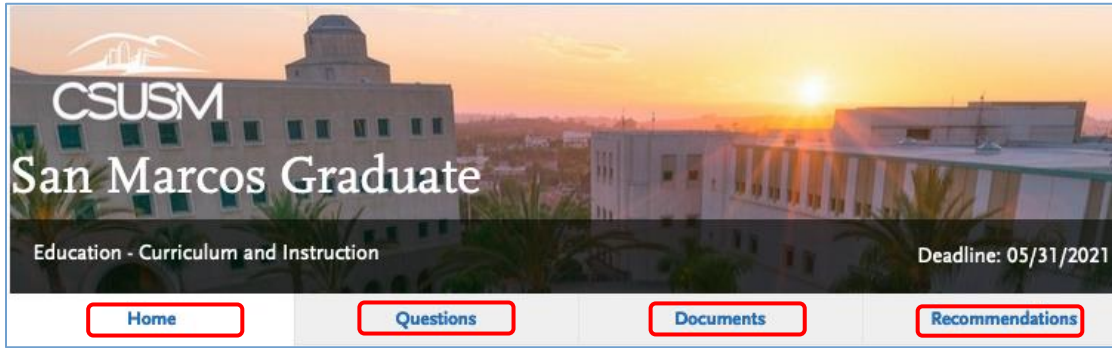 CSUSM
San Marcos Graduate
Education - Curriculum and Instruction
Deadline: 05/31/2021
Home
Questions
Documents
Recommendations